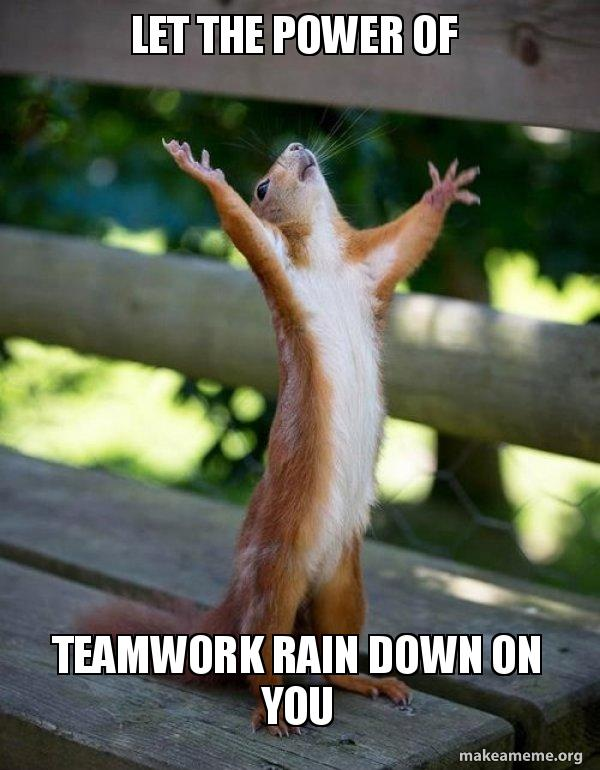 LET THE POWER OF
TEAMWORK RAIN DOWN ON
YOU
makeameme.org